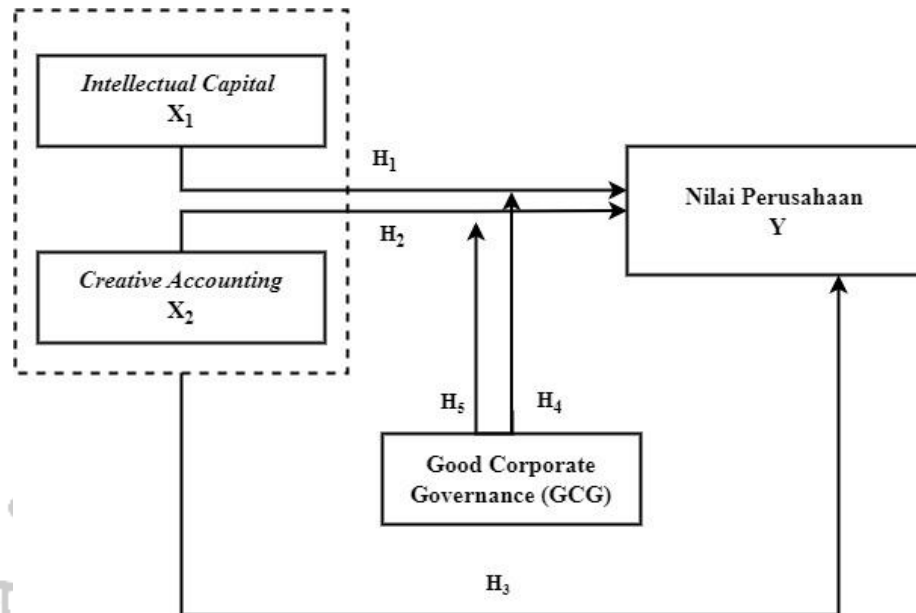 Intellectual Capital
X₁
H₁
Nilai Perusahaan
Y
H₂
Creative Accounting
X₂
H₅
H₄
Good Corporate
Governance (GCG)
H₃